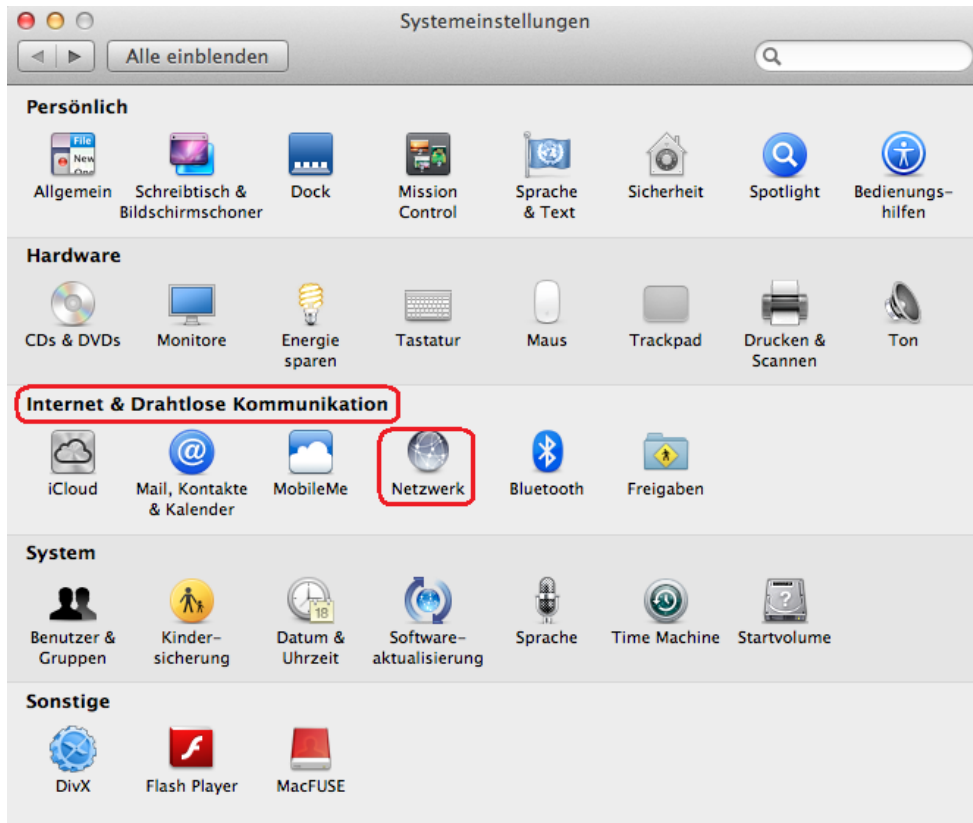 Systemeinstellungen
Alle einblenden
Persönlich
File
New
Allgemein
Schreibtisch &
Bildschirmschoner
Dock
Mission
Control
Sprache
& Text
Sicherheit
Spotlight
Bedienungs-
hilfen
Hardware
CDs & DVDs
Monitore
Energie
sparen
Tastatur
Maus
Trackpad
Drucken &
Scannen
Ton
Internet & Drahtlose Kommunikation
iCloud
@
Mail, Kontakte
& Kalender
MobileMe
Netzwerk
Bluetooth
Freigaben
System
Benutzer &
Gruppen
Kinder-
sicherung
18
Datum &
Uhrzeit
Software-
aktualisierung
Sprache
Time Machine
?
Startvolume
Sonstige
DivX
Flash Player
MacFUSE